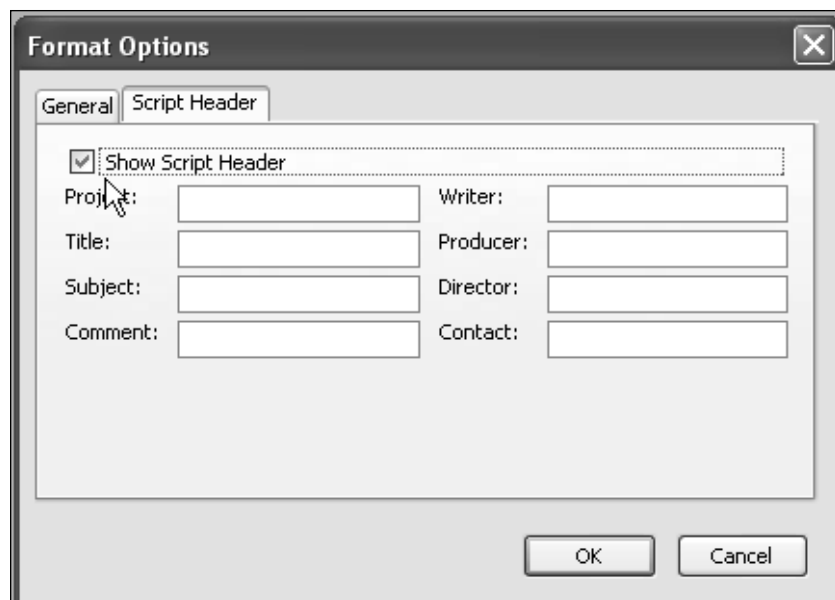 Format Options
General Script Header
Show Script Header
Project: Writer:
Title: Producer:
Subject: Director:
Comment: Contact:
OK Cancel